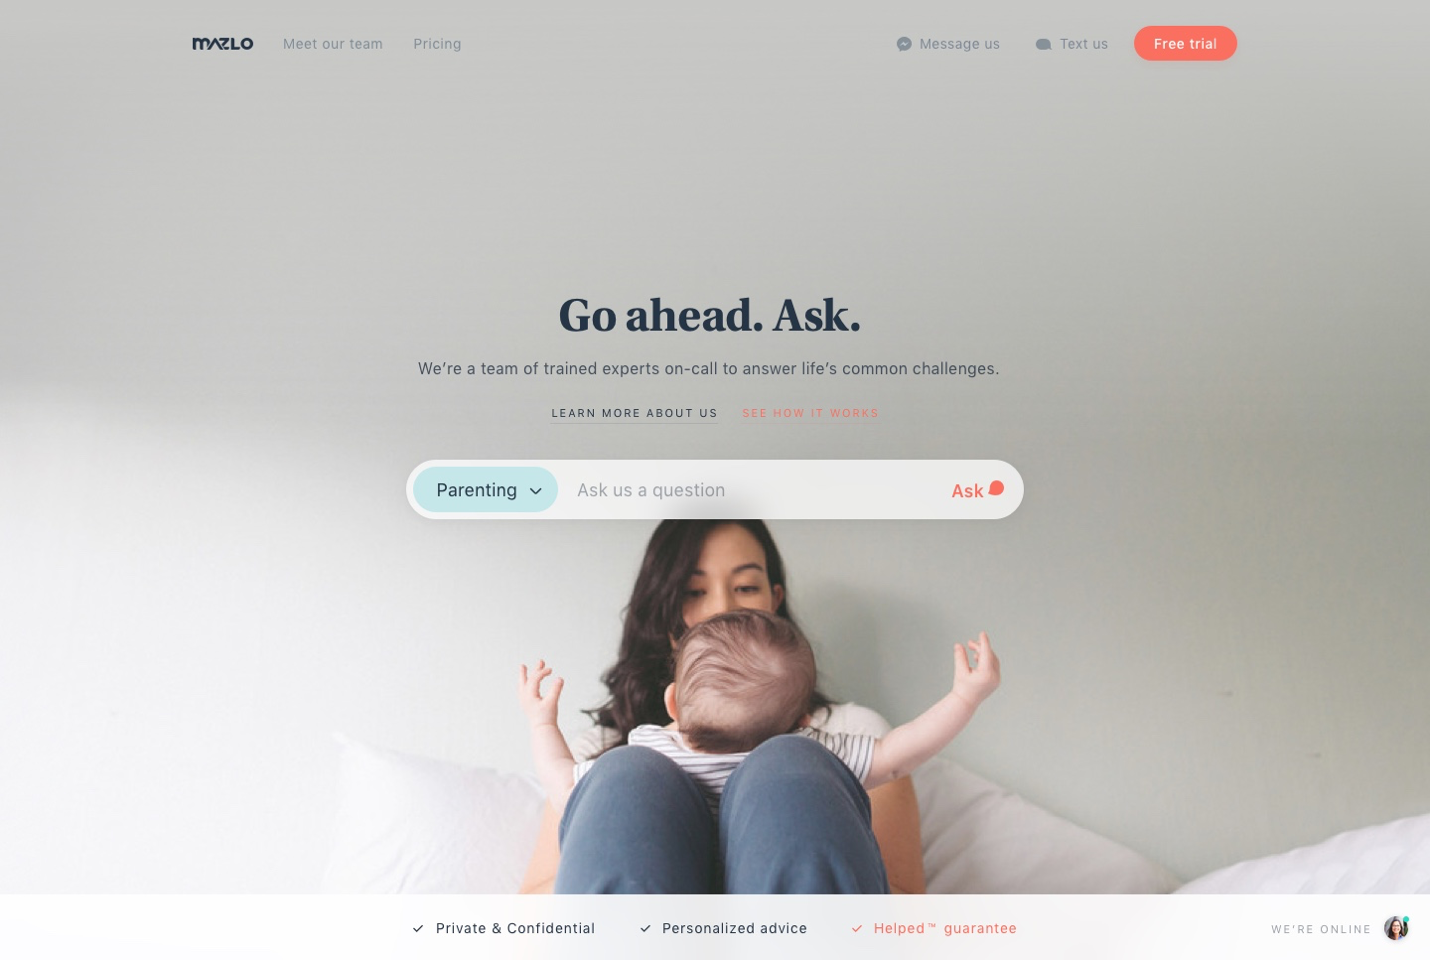 MAZLO
Meet our team
Pricing
Message us
Text us
Free trial
Go ahead. Ask.
We’re a team of trained experts on-call to answer life’s common challenges.
LEARN MORE ABOUT US
SEE HOW IT WORKS
Parenting
Ask us a question
Ask
Private & Confidential
Personalized advice
Helped™ guarantee
WE’RE ONLINE